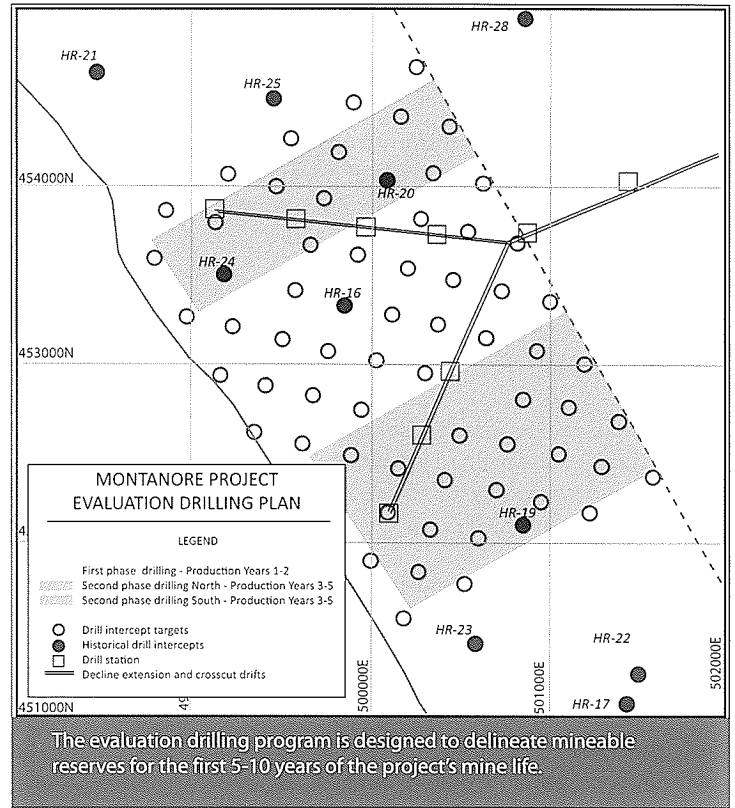 HR-28
HR-21
HR-25
454000N
HR-20
HR-24
HR-16
453000N
MONTANORE PROJECT
EVALUATION DRILLING PLAN
LEGEND
First phase drilling - Production Years 1-2
Second phase drilling North - Production Years 3-5
Second phase drilling South - Production Years 3-5
Drill intercept targets
Historical drill intercepts
Drill station
Decline extension and crosscut drifts
HR-19
HR-23
HR-22
HR-17
451000N
500000E
501000E
502000E
The evaluation drilling program is designed to delineate mineable
reserves for the first 5-10 years of the project's mine life.